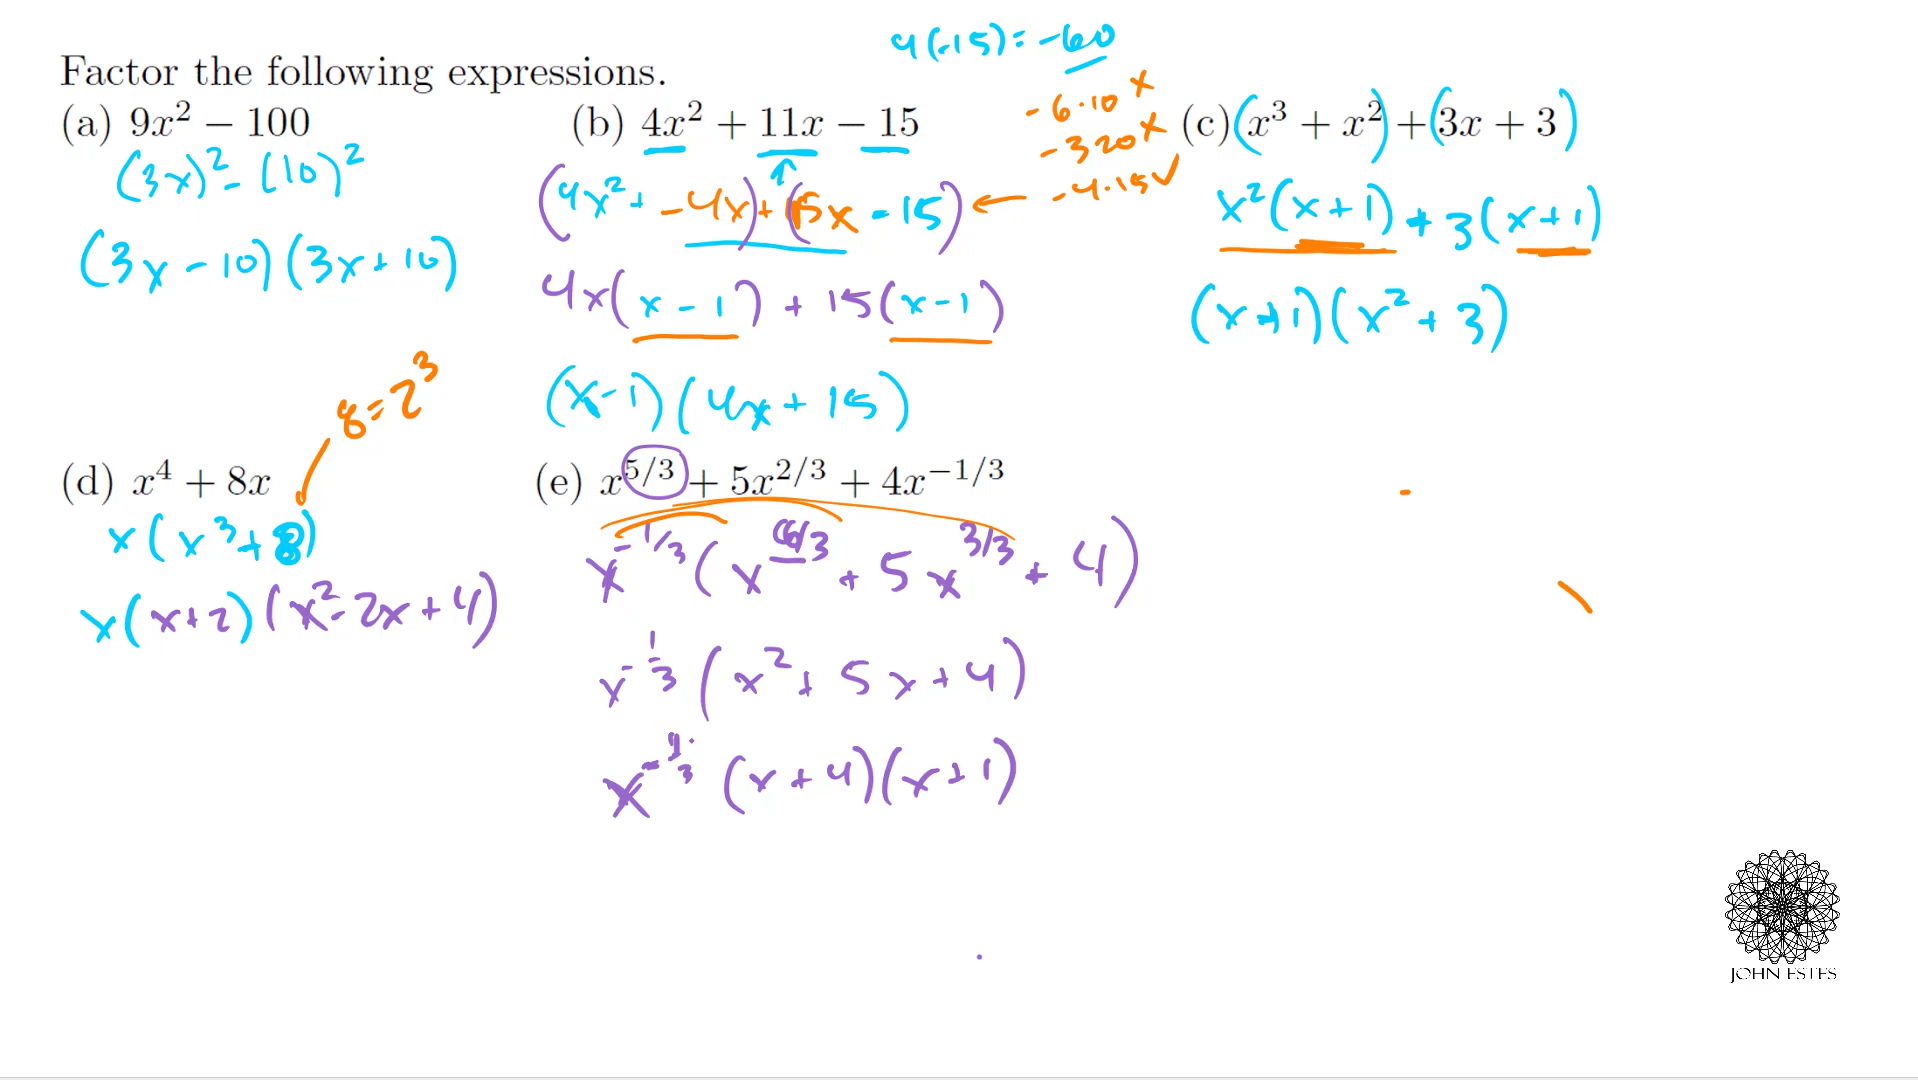 Factor the following expressions.
(a) 9x² − 100
(3x)² - (10)²
(3x - 10)(3x + 10)
(b) 4x² + 11x − 15
4(-15) = -60
-6·10 x
-3 20 x
-4·15 ✓
(4x² + -4x) + (15x - 15) ←
4x(x - 1) + 15(x - 1)
(x - 1)(4x + 15)
(c) (x³ + x²) + (3x + 3)
x²(x + 1) + 3(x + 1)
(x + 1)(x² + 3)
(d) x⁴ + 8x
8 = 2³
x(x³ + 8)
x(x + 2)(x² - 2x + 4)
(e) x^{5/3} + 5x^{2/3} + 4x^{−1/3}
x^{-1/3}(x^{6/3} + 5x^{3/3} + 4)
x^{-1/3}(x² + 5x + 4)
x^{-1/3}(x + 4)(x + 1)
JOHN ESTES